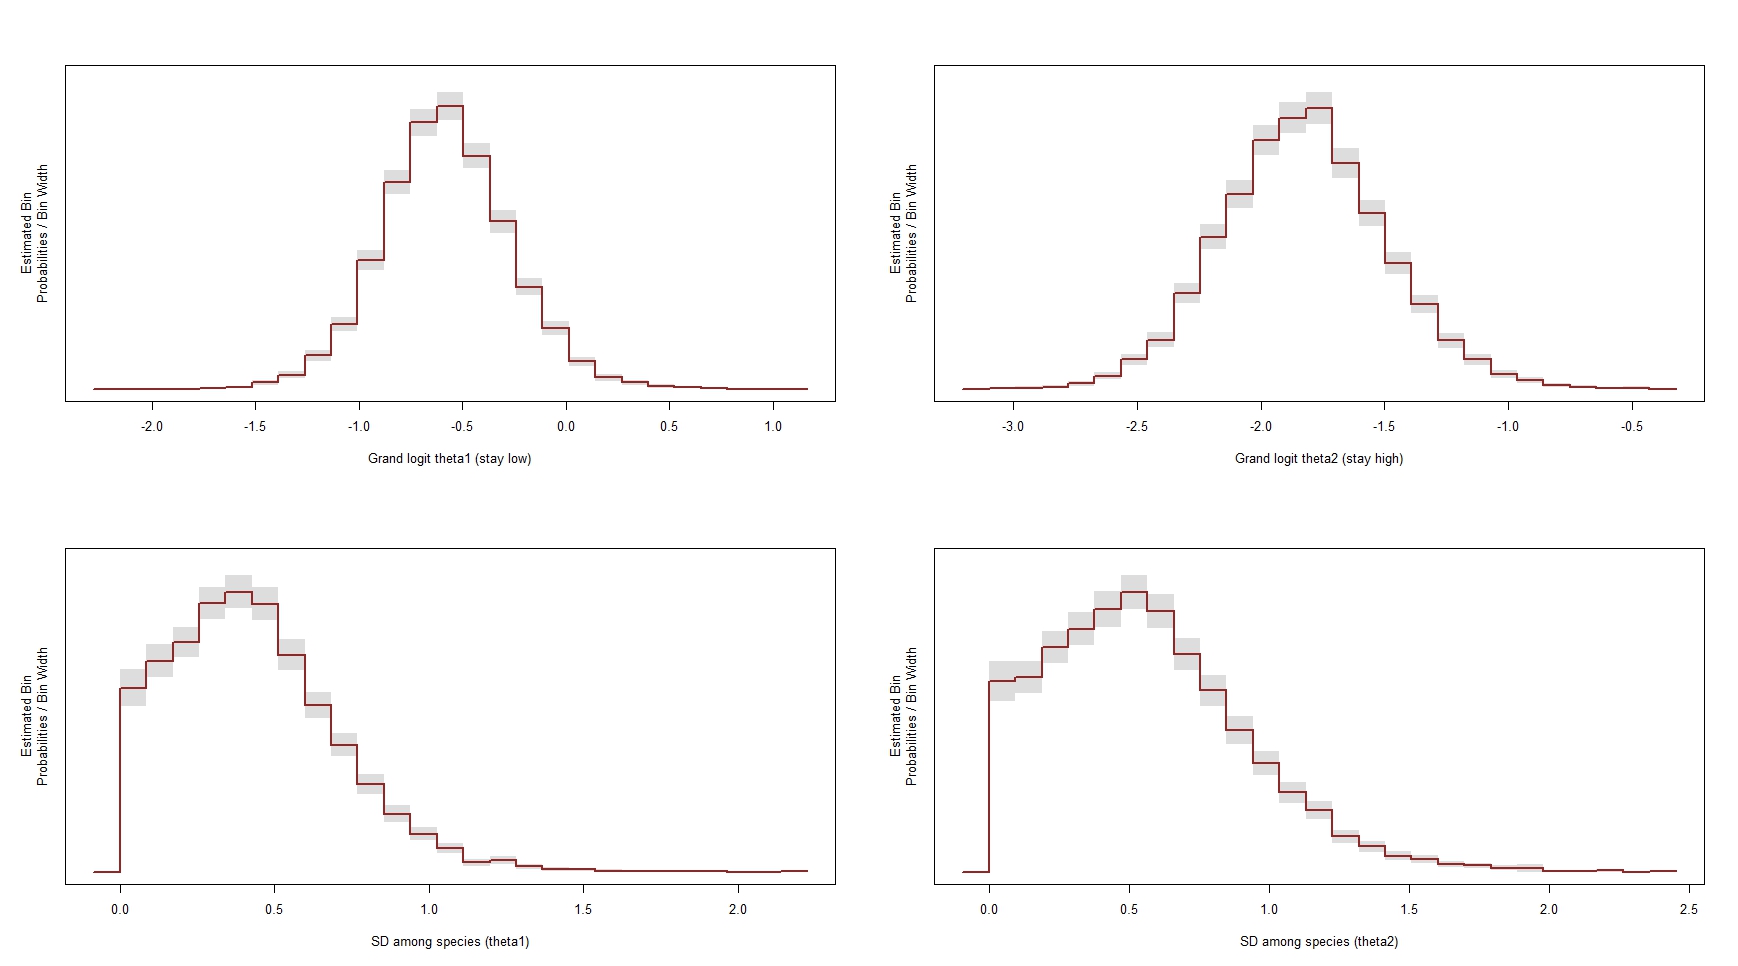 Estimated Bin
Probabilities / Bin Width
-2.0 -1.5 -1.0 -0.5 0.0 0.5 1.0
Grand logit theta1 (stay low)
Estimated Bin
Probabilities / Bin Width
-3.0 -2.5 -2.0 -1.5 -1.0 -0.5
Grand logit theta2 (stay high)
Estimated Bin
Probabilities / Bin Width
0.0 0.5 1.0 1.5 2.0
SD among species (theta1)
Estimated Bin
Probabilities / Bin Width
0.0 0.5 1.0 1.5 2.0 2.5
SD among species (theta2)